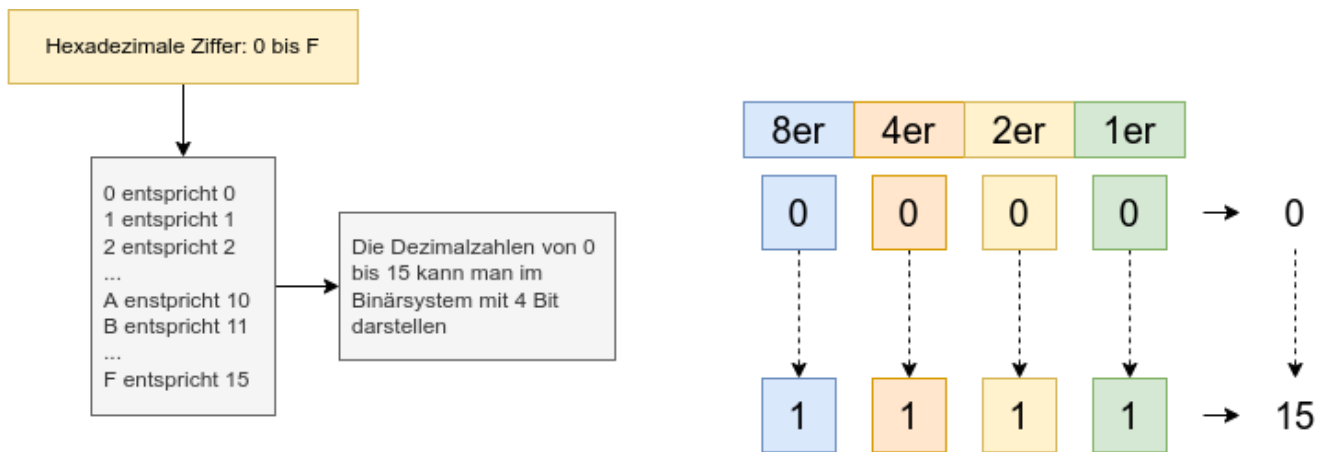 Hexadezimale Ziffer: 0 bis F
0 entspricht 0
1 entspricht 1
2 entspricht 2
...
A enstpricht 10
B entspricht 11
...
F entspricht 15
Die Dezimalzahlen von 0
bis 15 kann man im
Binärsystem mit 4 Bit
darstellen
8er 4er 2er 1er
0 0 0 0 0
1 1 1 1 15